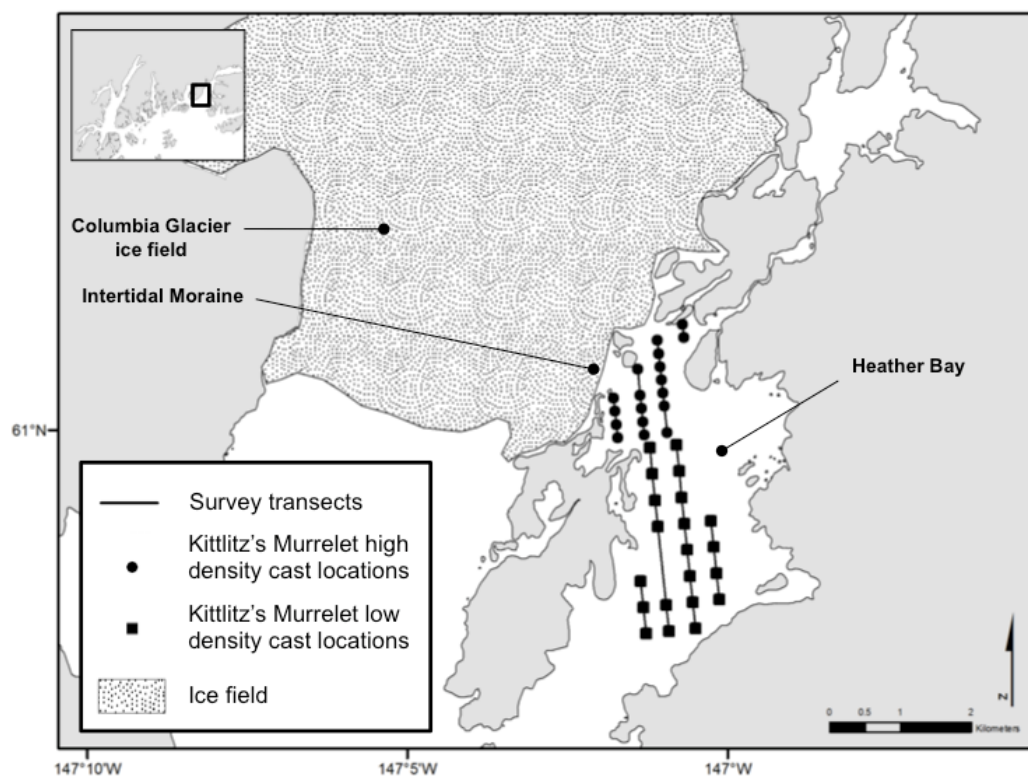 Columbia Glacier
ice field
Intertidal Moraine
Heather Bay
61°N
Survey transects
Kittlitz's Murrelet high
density cast locations
Kittlitz's Murrelet low
density cast locations
Ice field
N
0 0.5 1 2
Kilometers
147°10'W 147°5'W 147°W